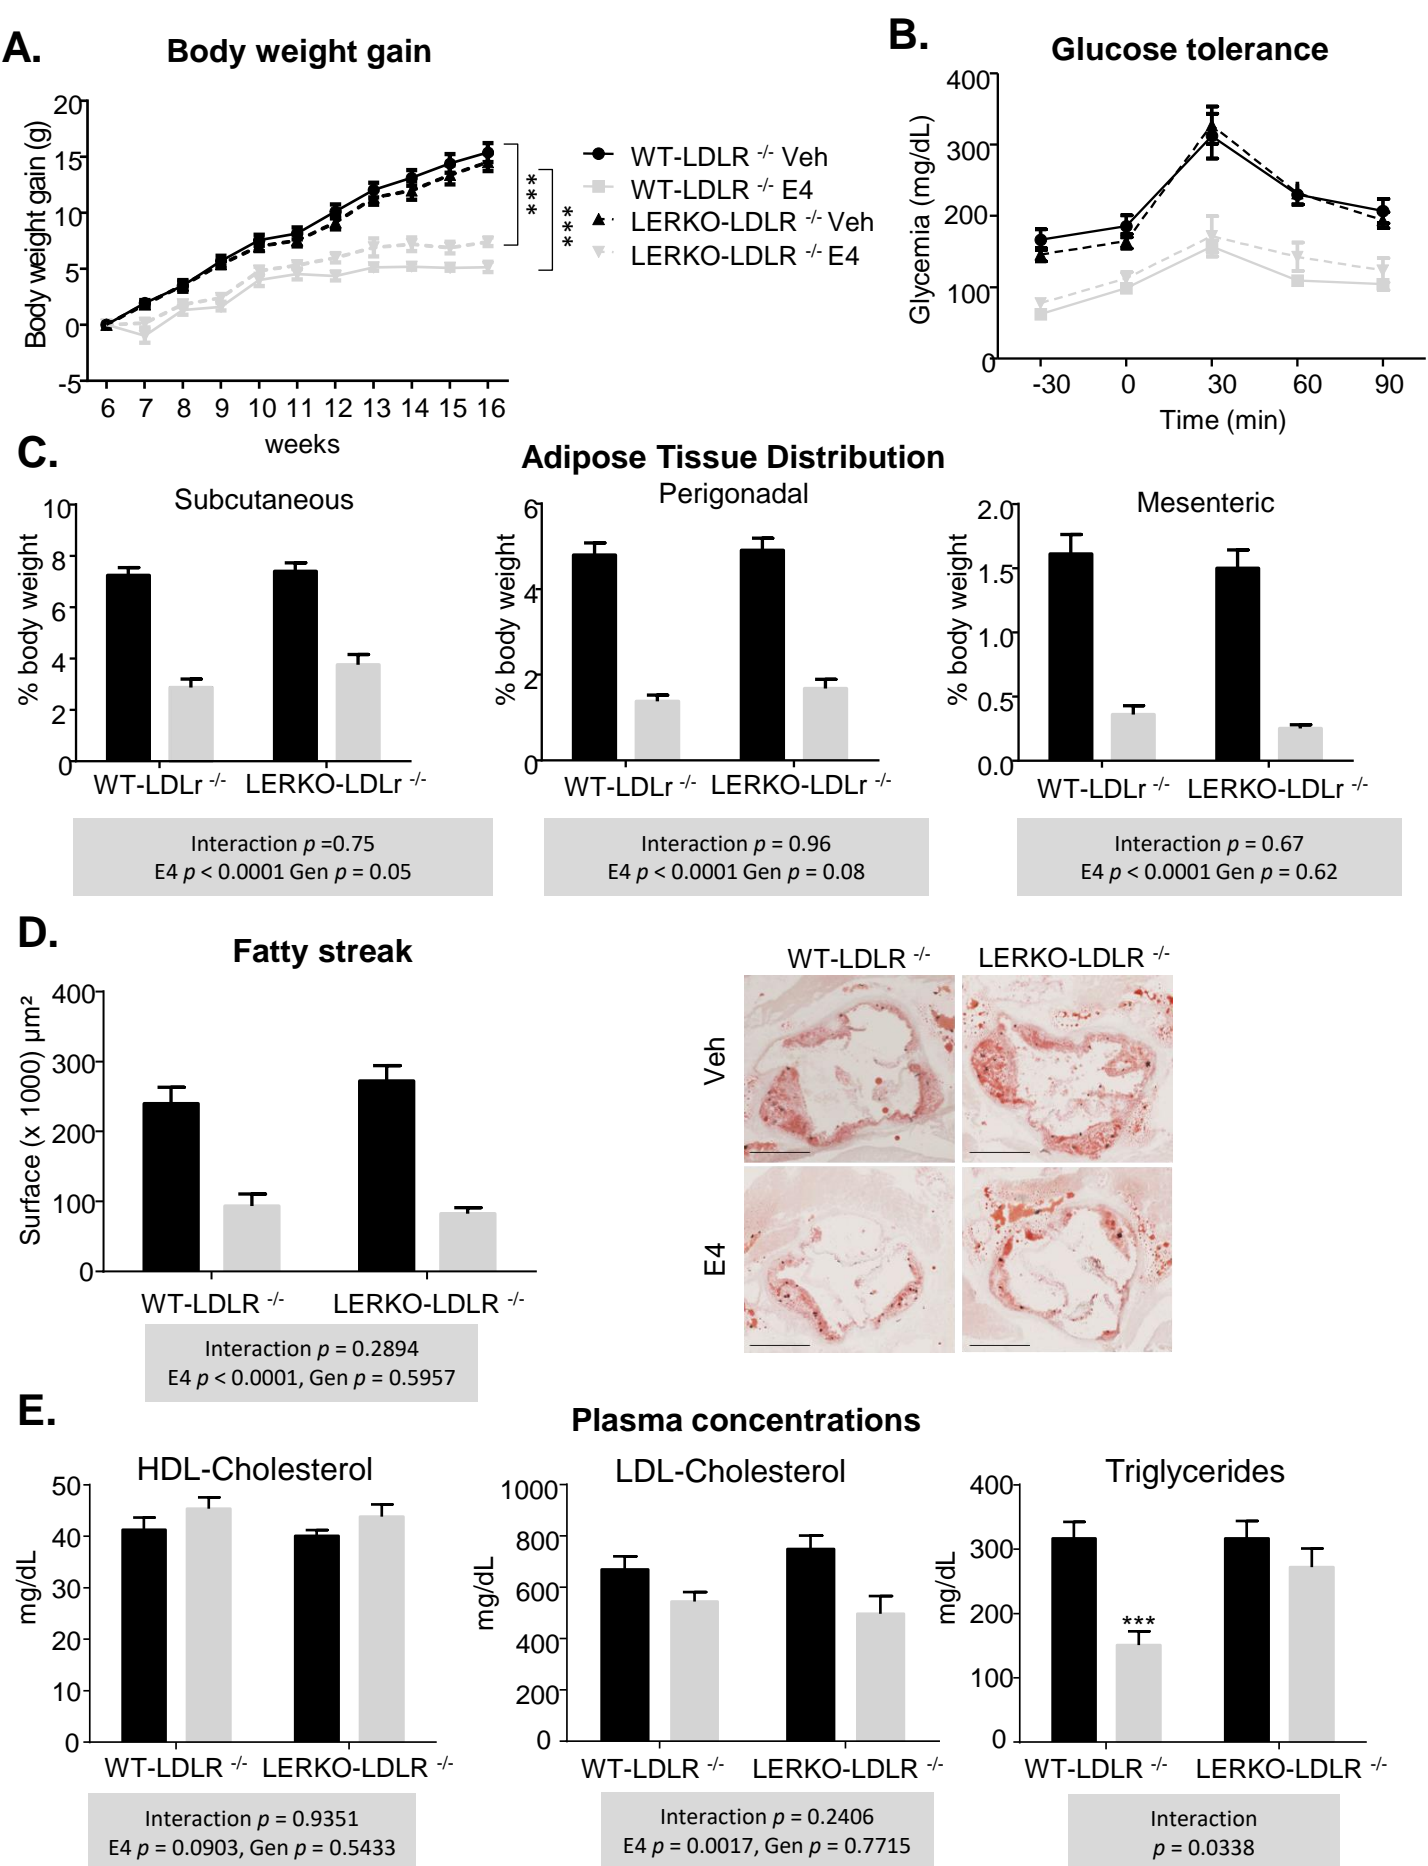 A.
Body weight gain
Body weight gain (g)
20
15
10
5
0
-5
6 7 8 9 10 11 12 13 14 15 16
weeks
***
***
WT-LDLR -/- Veh
WT-LDLR -/- E4
LERKO-LDLR -/- Veh
LERKO-LDLR -/- E4
B.
Glucose tolerance
Glycemia (mg/dL)
400
300
200
100
0
-30 0 30 60 90
Time (min)
C.
Adipose Tissue Distribution
Subcutaneous
% body weight
10
8
6
4
2
0
WT-LDLr -/- LERKO-LDLr -/-
Interaction p =0.75
E4 p < 0.0001 Gen p = 0.05
Perigonadal
% body weight
6
4
2
0
WT-LDLr -/- LERKO-LDLr -/-
Interaction p = 0.96
E4 p < 0.0001 Gen p = 0.08
Mesenteric
% body weight
2.0
1.5
1.0
0.5
0.0
WT-LDLr -/- LERKO-LDLr -/-
Interaction p = 0.67
E4 p < 0.0001 Gen p = 0.62
D.
Fatty streak
Surface (x 1000) µm²
400
300
200
100
0
WT-LDLR -/- LERKO-LDLR -/-
Interaction p = 0.2894
E4 p < 0.0001, Gen p = 0.5957
WT-LDLR -/- LERKO-LDLR -/-
Veh
E4
E.
Plasma concentrations
HDL-Cholesterol
mg/dL
50
40
30
20
10
0
WT-LDLR -/- LERKO-LDLR -/-
Interaction p = 0.9351
E4 p = 0.0903, Gen p = 0.5433
LDL-Cholesterol
mg/dL
1000
800
600
400
200
0
WT-LDLR -/- LERKO-LDLR -/-
Interaction p = 0.2406
E4 p = 0.0017, Gen p = 0.7715
Triglycerides
mg/dL
400
300
200
100
0
***
WT-LDLR -/- LERKO-LDLR -/-
Interaction
p = 0.0338